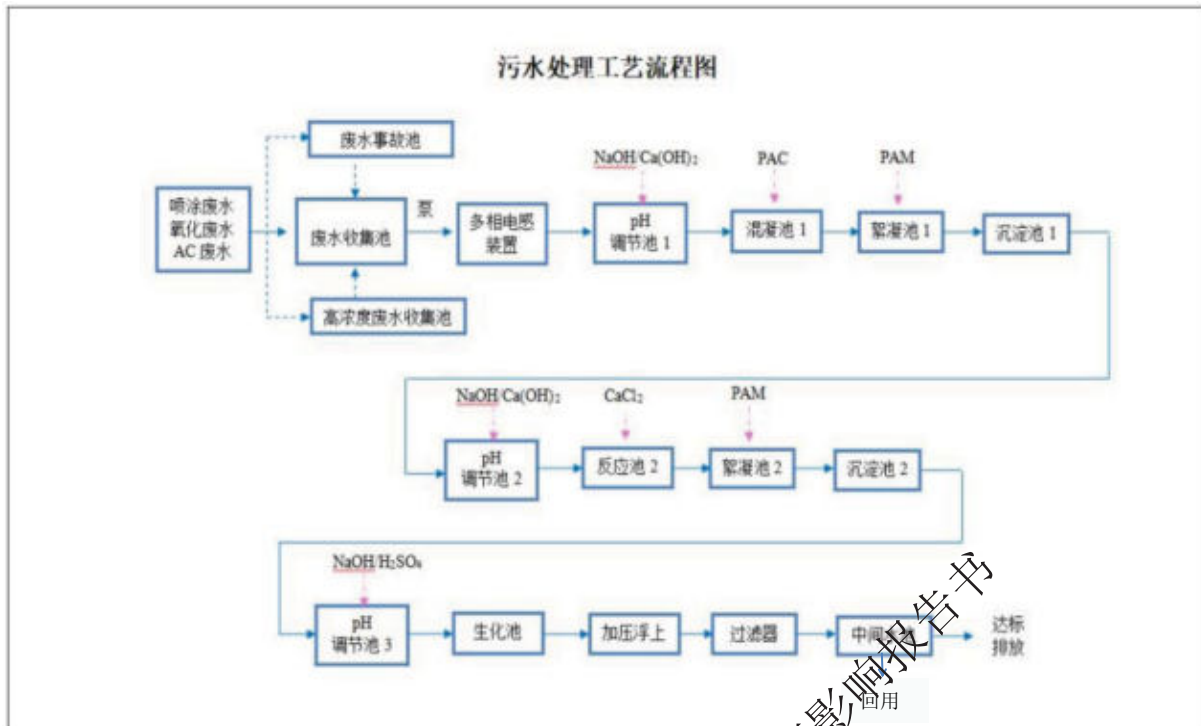 污水处理工艺流程图
废水事故池
喷涂废水
氧化废水
AC 废水
废水收集池
高浓度废水收集池
泵
多相电感
装置
NaOH/Ca(OH)₂
pH
调节池 1
PAC
混凝池 1
PAM
絮凝池 1
沉淀池 1
NaOH/Ca(OH)₂
pH
调节池 2
CaCl₂
反应池 2
PAM
絮凝池 2
沉淀池 2
NaOH/H₂SO₄
pH
调节池 3
生化池
加压浮上
过滤器
中间
达标
排放
回用
影响报告书